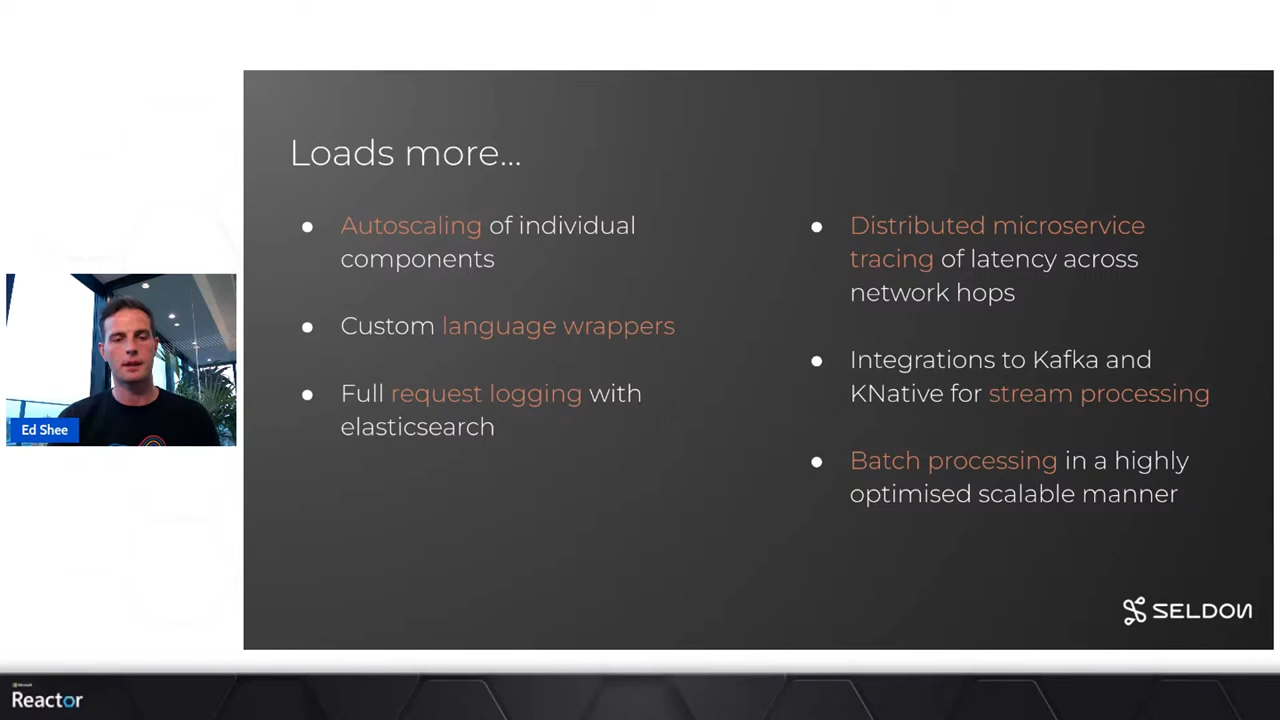 Loads more...
Autoscaling of individual
components
Custom language wrappers
Full request logging with
elasticsearch
Distributed microservice
tracing of latency across
network hops
Integrations to Kafka and
KNative for stream processing
Batch processing in a highly
optimised scalable manner
SELDON
Ed Shee
Microsoft
Reactor